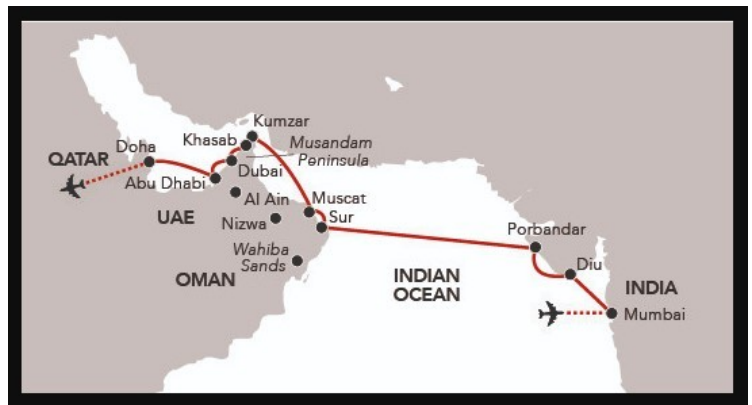 Kumzar
Khasab
Musandam
Peninsula
Doha
QATAR
Dubai
Abu Dhabi
Al Ain
Muscat
UAE
Nizwa
Sur
Porbandar
Wahiba
Sands
Diu
OMAN
INDIAN
OCEAN
INDIA
Mumbai